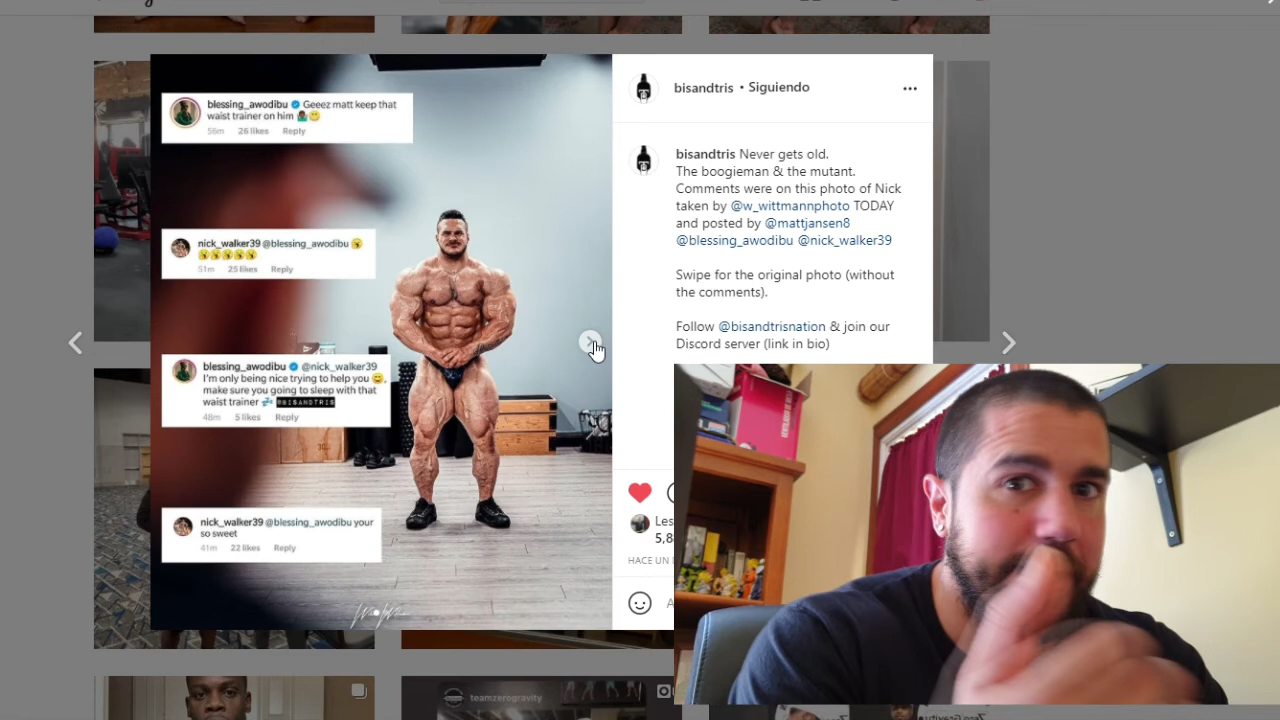 blessing_awodibu Geeez matt keep that
waist trainer on him
56m 26 likes Reply
nick_walker39 @blessing_awodibu
51m 25 likes Reply
blessing_awodibu @nick_walker39
I'm only being nice trying to help you
make sure you going to sleep with that
waist trainer @BISANDTRIS
48m 5 likes Reply
nick_walker39 @blessing_awodibu your
so sweet
41m 22 likes Reply
bisandtris • Siguiendo
bisandtris Never gets old.
The boogieman & the mutant.
Comments were on this photo of Nick
taken by @w_wittmannphoto TODAY
and posted by @mattjansen8
@blessing_awodibu @nick_walker39
Swipe for the original photo (without
the comments).
Follow @bisandtrisnation & join our
Discord server (link in bio)
Les
5,8
HACE UN
teamzerogravity